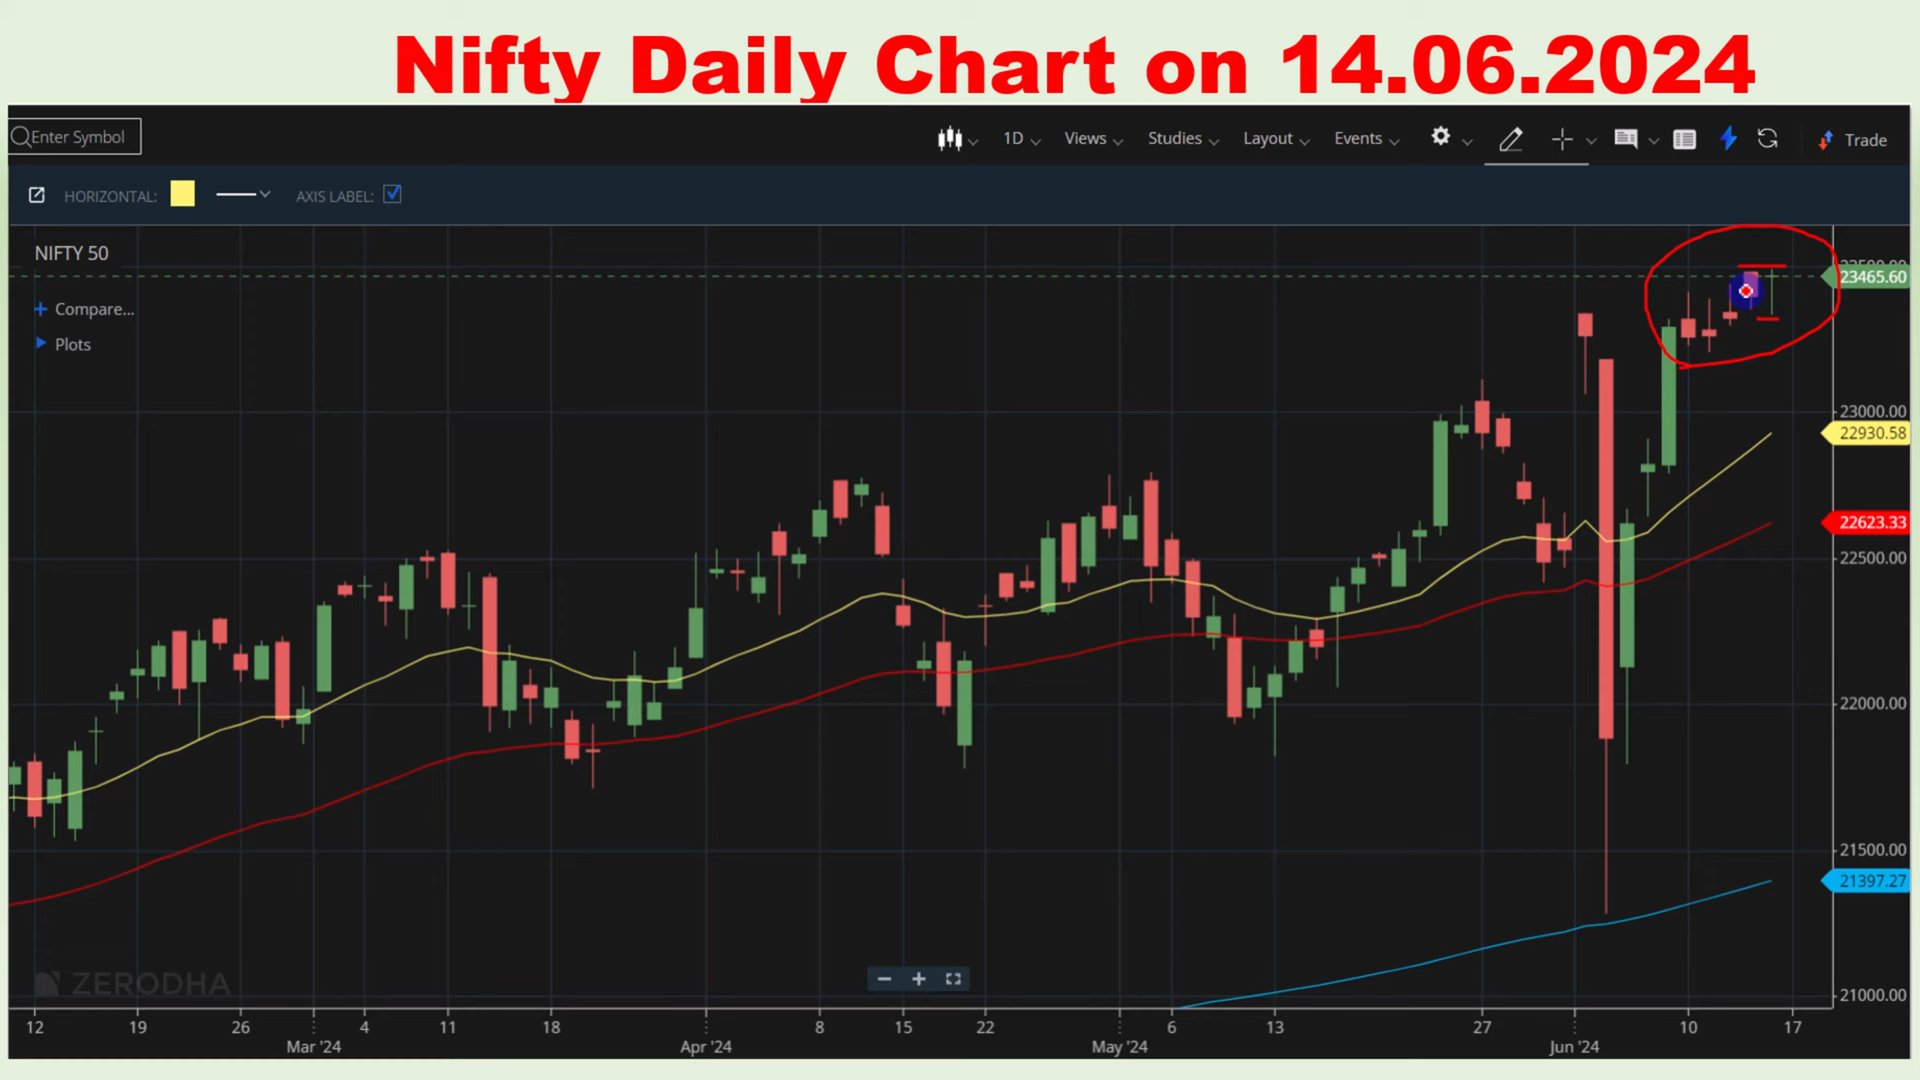 Nifty Daily Chart on 14.06.2024
Enter Symbol
1D Views Studies Layout Events Trade
HORIZONTAL: AXIS LABEL:
NIFTY 50
23500.00
23465.60
Compare...
Plots
23000.00
22930.58
22623.33
22500.00
22000.00
21500.00
21397.27
ZERODHA
21000.00
12 19 26 4 11 18 8 15 22 6 13 27 10 17
Mar '24 Apr '24 May '24 Jun '24